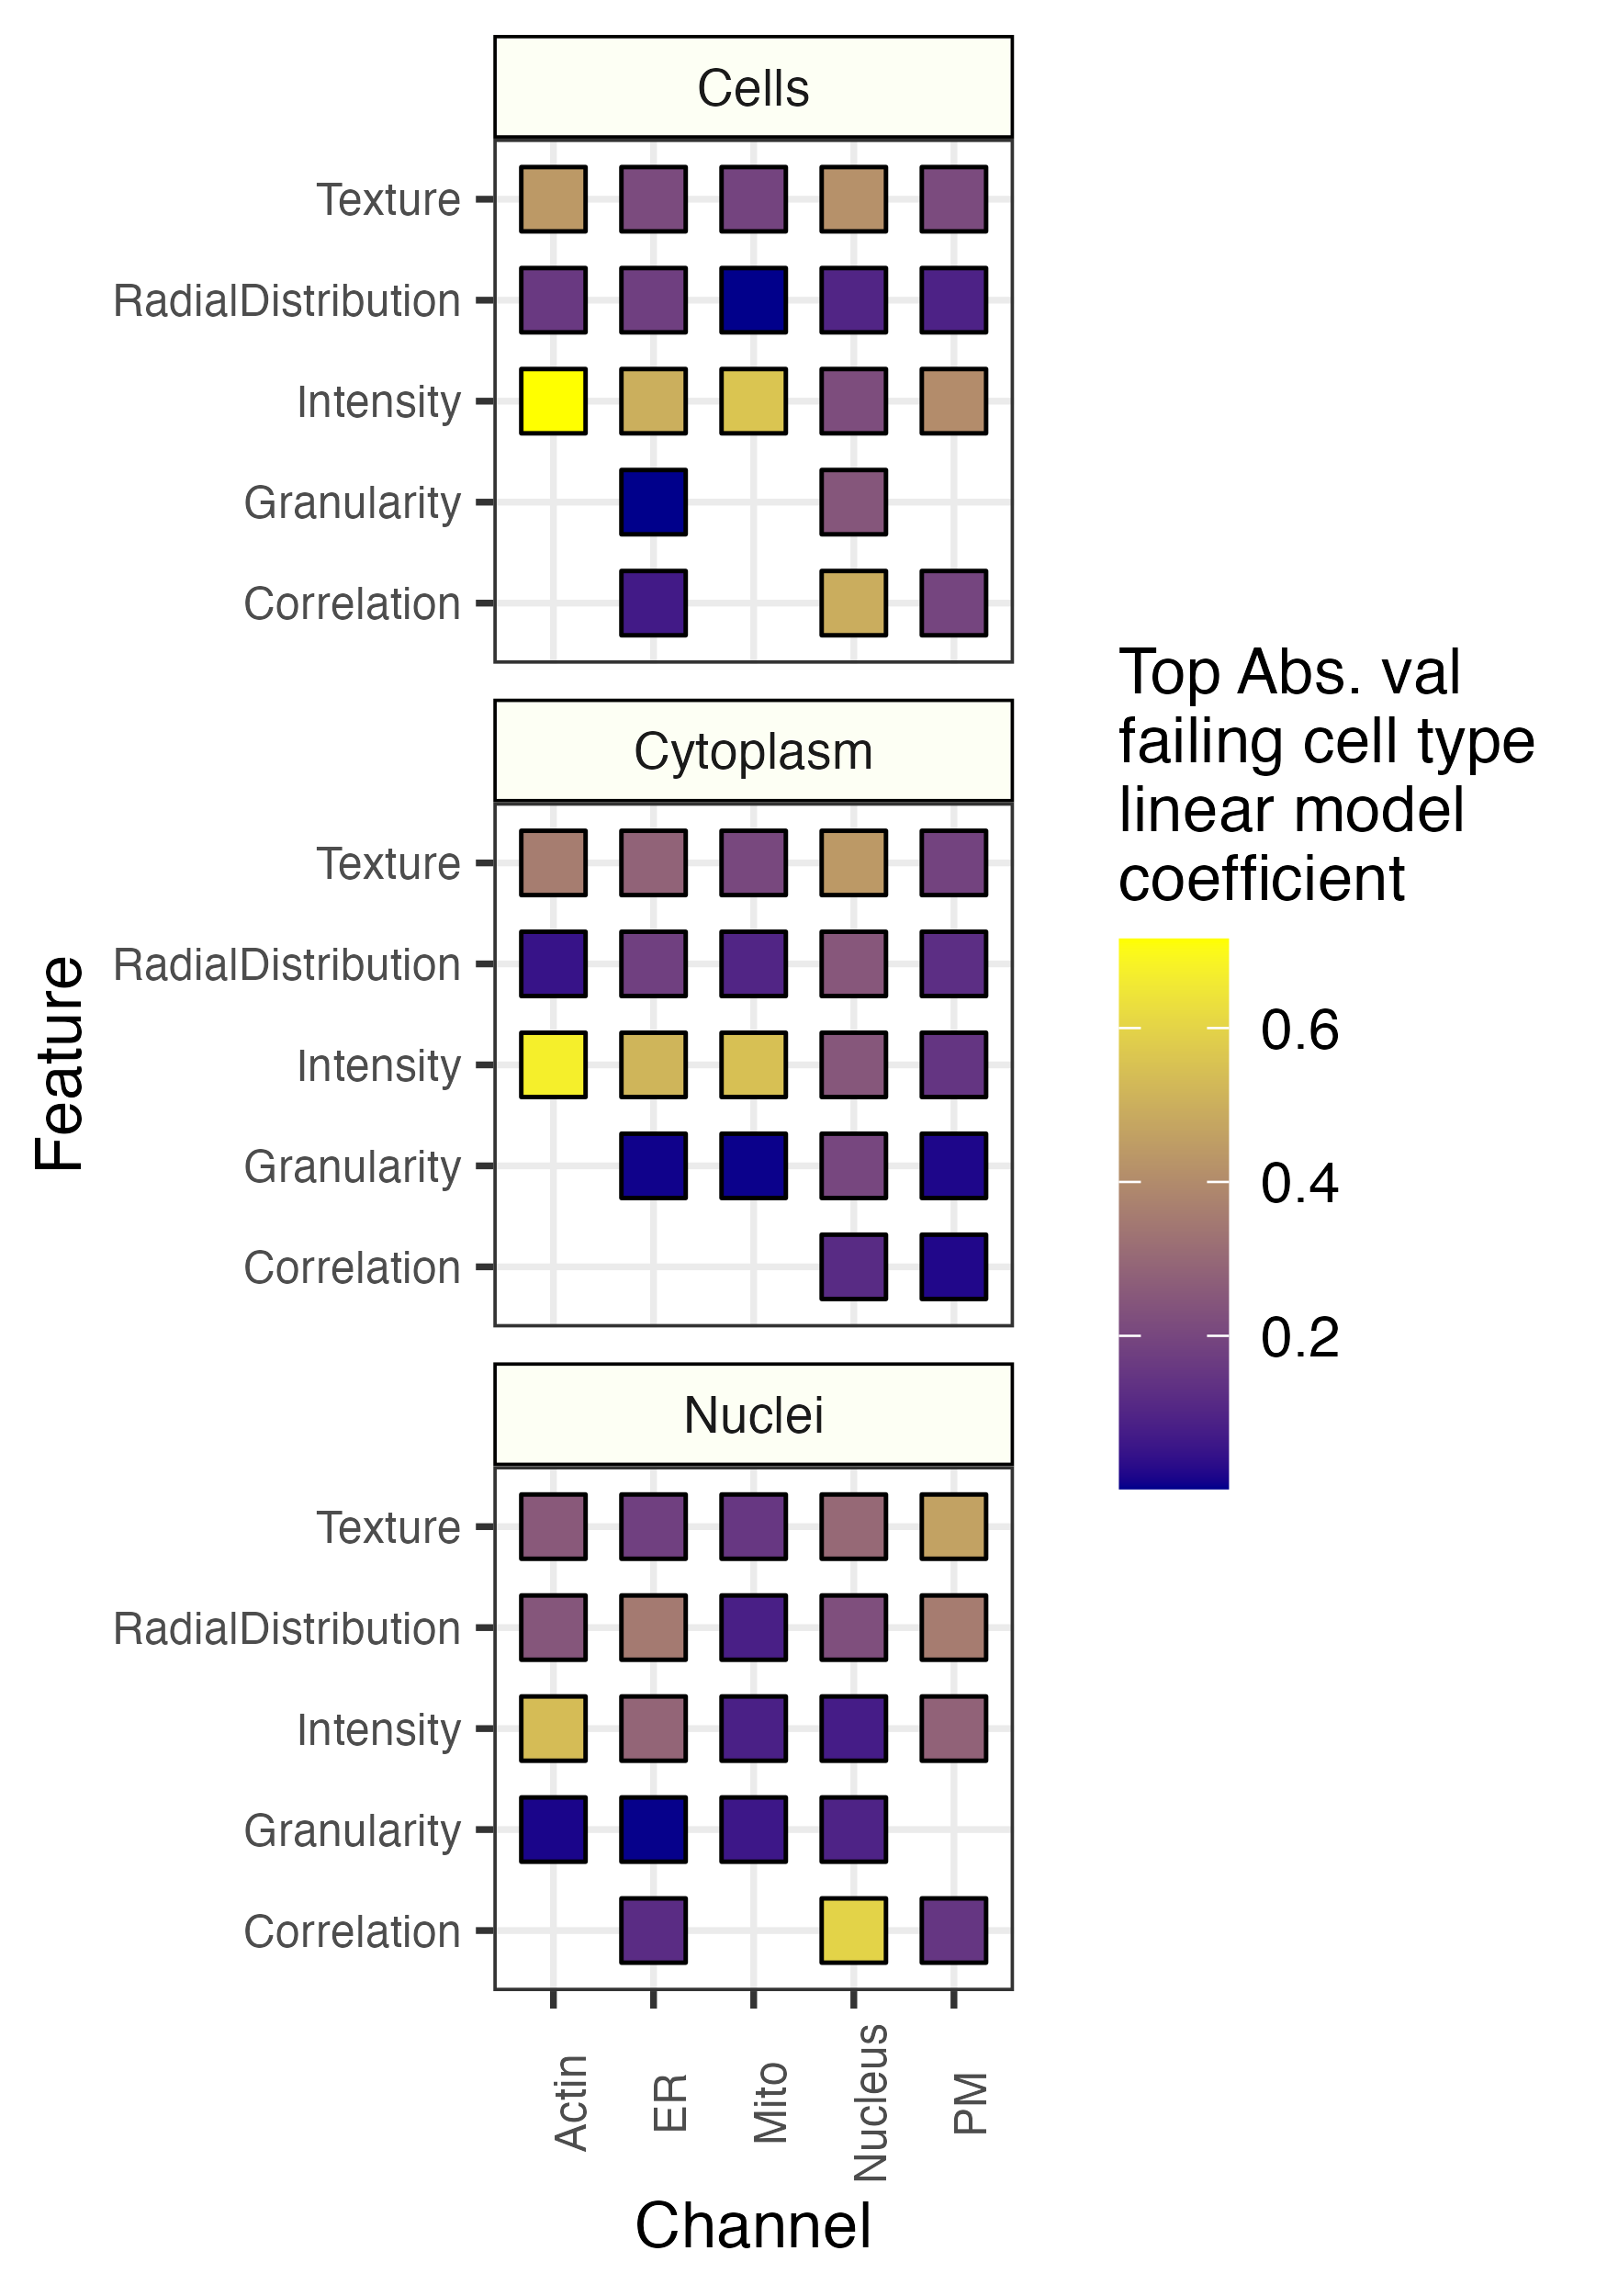 Cells
Texture
RadialDistribution
Intensity
Granularity
Correlation
Cytoplasm
Texture
RadialDistribution
Intensity
Granularity
Correlation
Nuclei
Texture
RadialDistribution
Intensity
Granularity
Correlation
Actin
ER
Mito
Nucleus
PM
Channel
Feature
Top Abs. val
failing cell type
linear model
coefficient
0.6
0.4
0.2